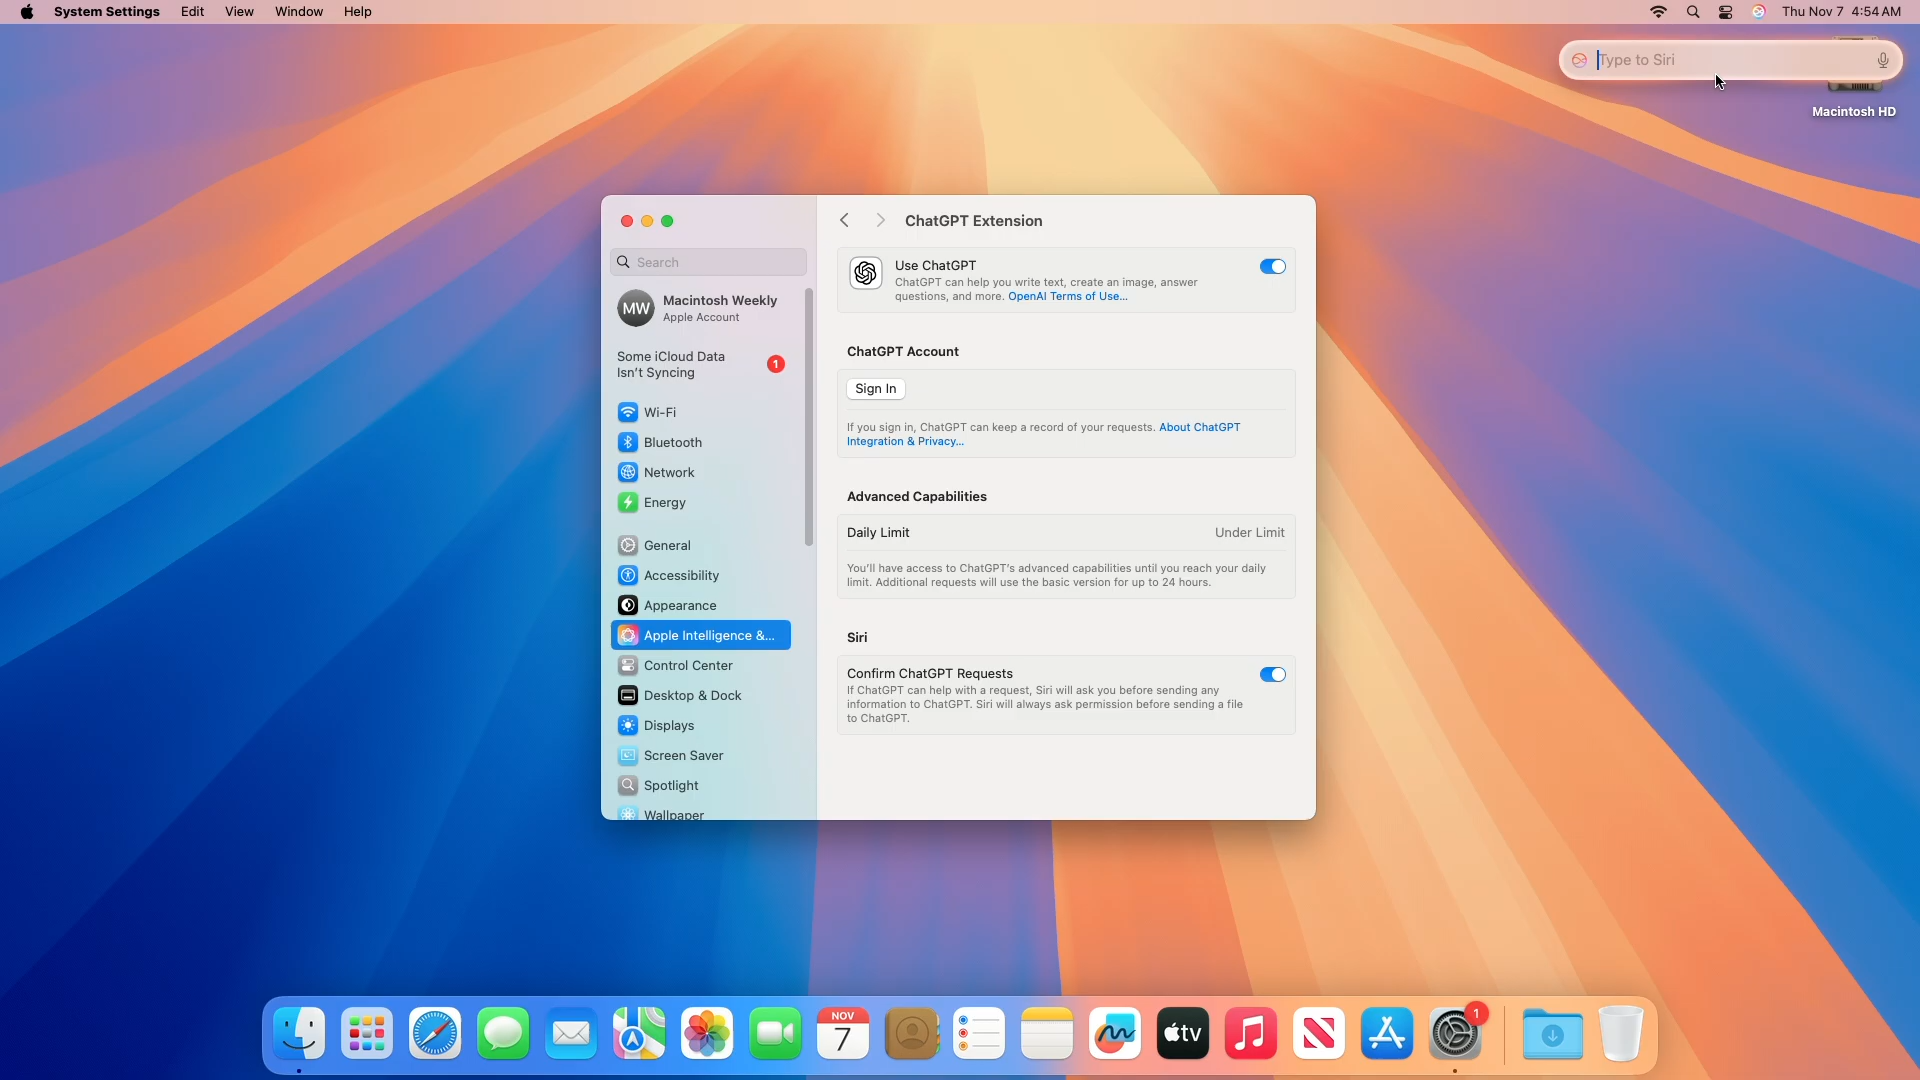 System Settings Edit View Window Help
Thu Nov 7 4:54 AM
Type to Siri
Macintosh HD
ChatGPT Extension
Search
MW
Macintosh Weekly
Apple Account
Some iCloud Data
Isn't Syncing
1
Wi-Fi
Bluetooth
Network
Energy
General
Accessibility
Appearance
Apple Intelligence &...
Control Center
Desktop & Dock
Displays
Screen Saver
Spotlight
Wallpaper
Use ChatGPT
ChatGPT can help you write text, create an image, answer
questions, and more. OpenAI Terms of Use...
ChatGPT Account
Sign In
If you sign in, ChatGPT can keep a record of your requests. About ChatGPT
Integration & Privacy...
Advanced Capabilities
Daily Limit Under Limit
You'll have access to ChatGPT's advanced capabilities until you reach your daily
limit. Additional requests will use the basic version for up to 24 hours.
Siri
Confirm ChatGPT Requests
If ChatGPT can help with a request, Siri will ask you before sending any
information to ChatGPT. Siri will always ask permission before sending a file
to ChatGPT.
NOV
7
tv
1